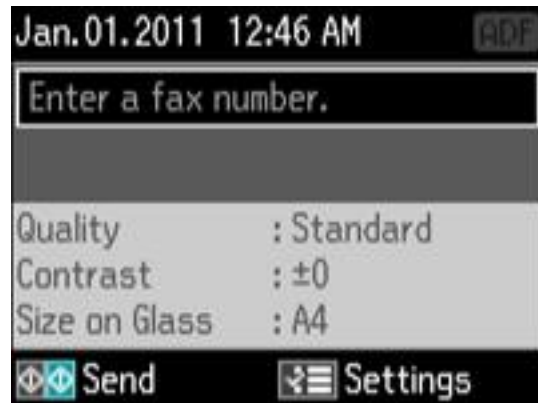 Jan.01.2011 12:46 AM ADF
Enter a fax number.
Quality : Standard
Contrast : ±0
Size on Glass : A4
Send Settings